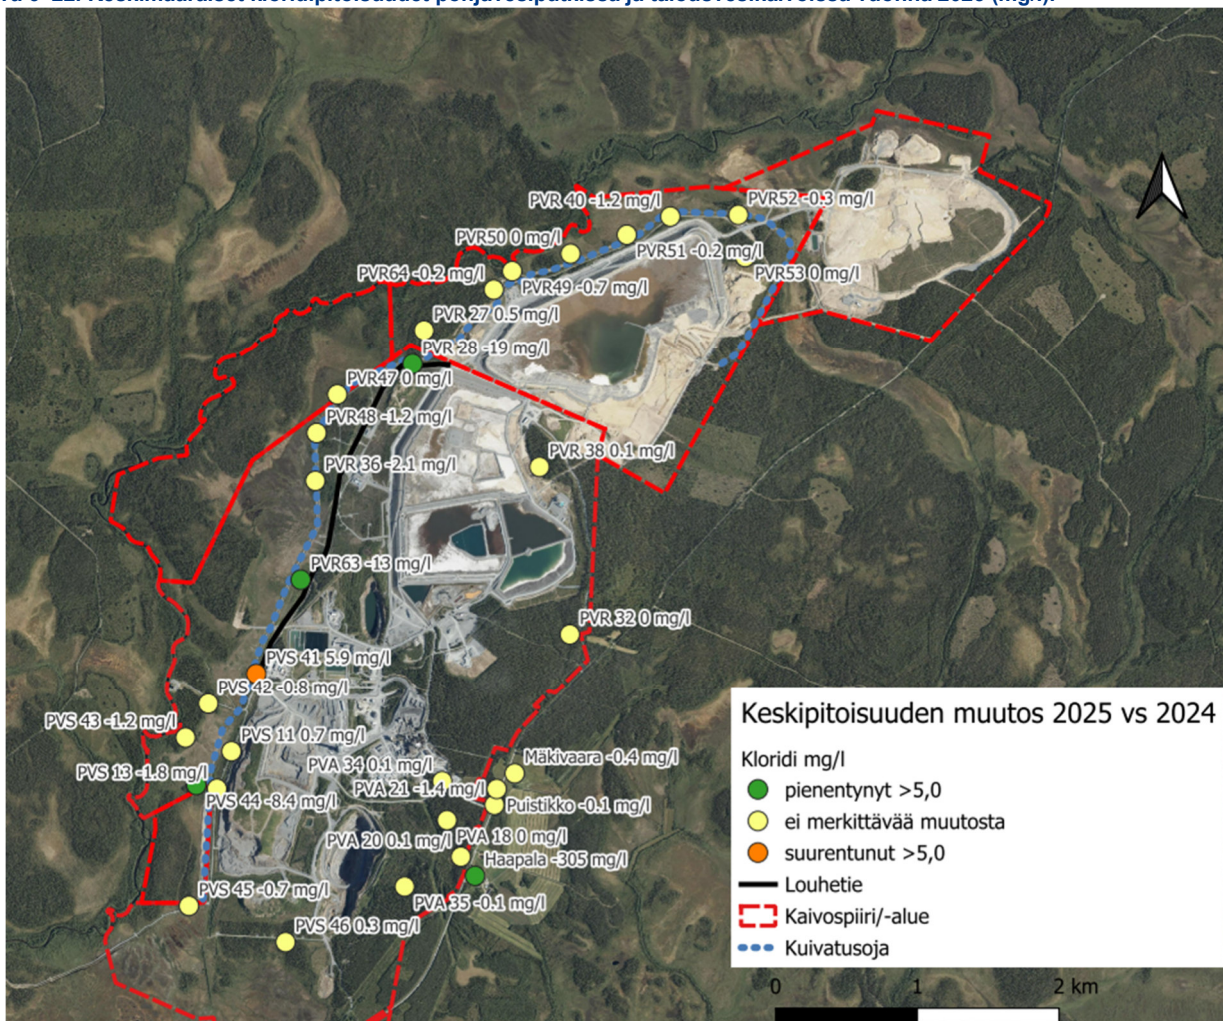 PVR 40 -1.2 mg/l
PVR52 -0.3 mg/l
PVR50 0 mg/l
PVR51 -0.2 mg/l
PVR53 0 mg/l
PVR64 -0.2 mg/l
PVR49 -0.7 mg/l
PVR 27 0.5 mg/l
PVR 28 -19 mg/l
PVR47 0 mg/l
PVR48 -1.2 mg/l
PVR 38 0.1 mg/l
PVR 36 -2.1 mg/l
PVR63 -13 mg/l
PVR 32 0 mg/l
PVS 41 5.9 mg/l
PVS 42 -0.8 mg/l
PVS 43 -1.2 mg/l
PVS 11 0.7 mg/l
PVS 13 -1.8 mg/l
PVS 44 -8.4 mg/l
PVA 34 0.1 mg/l
Mäkivaara -0.4 mg/l
PVA 21 -1.4 mg/l
Puistikko -0.1 mg/l
PVA 20 0.1 mg/l
PVA 18 0 mg/l
Haapala -305 mg/l
PVA 35 -0.1 mg/l
PVS 45 -0.7 mg/l
PVS 46 0.3 mg/l
Keskipitoisuuden muutos 2025 vs 2024
Kloridi mg/l
pienentynyt >5,0
ei merkittävää muutosta
suurentunut >5,0
Louhetie
Kaivospiiri/-alue
Kuivatusoja
0 1 2 km